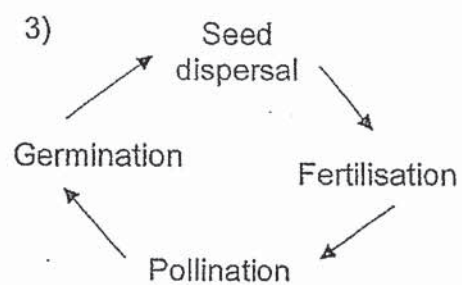 3)
Seed
dispersal
Germination
Fertilisation
Pollination